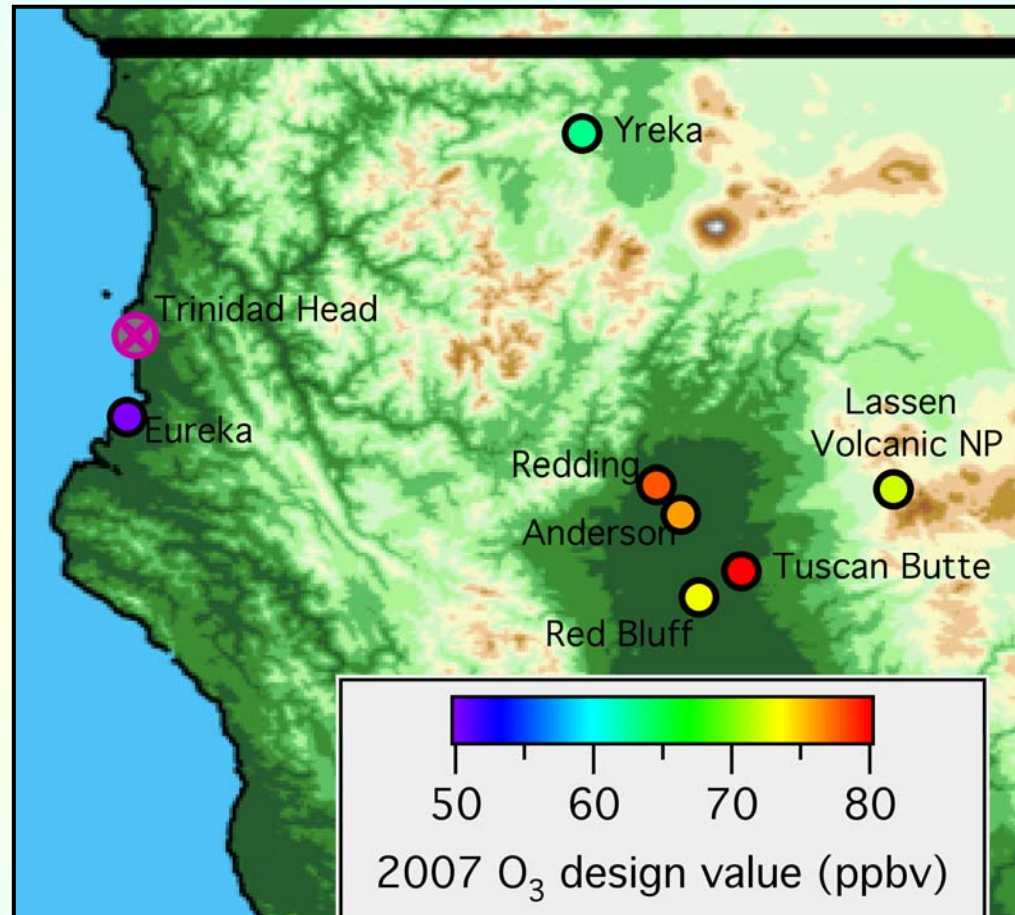 Yreka
Trinidad Head
Eureka
Lassen
Volcanic NP
Redding
Anderson
Tuscan Butte
Red Bluff
50 60 70 80
2007 O₃ design value (ppbv)